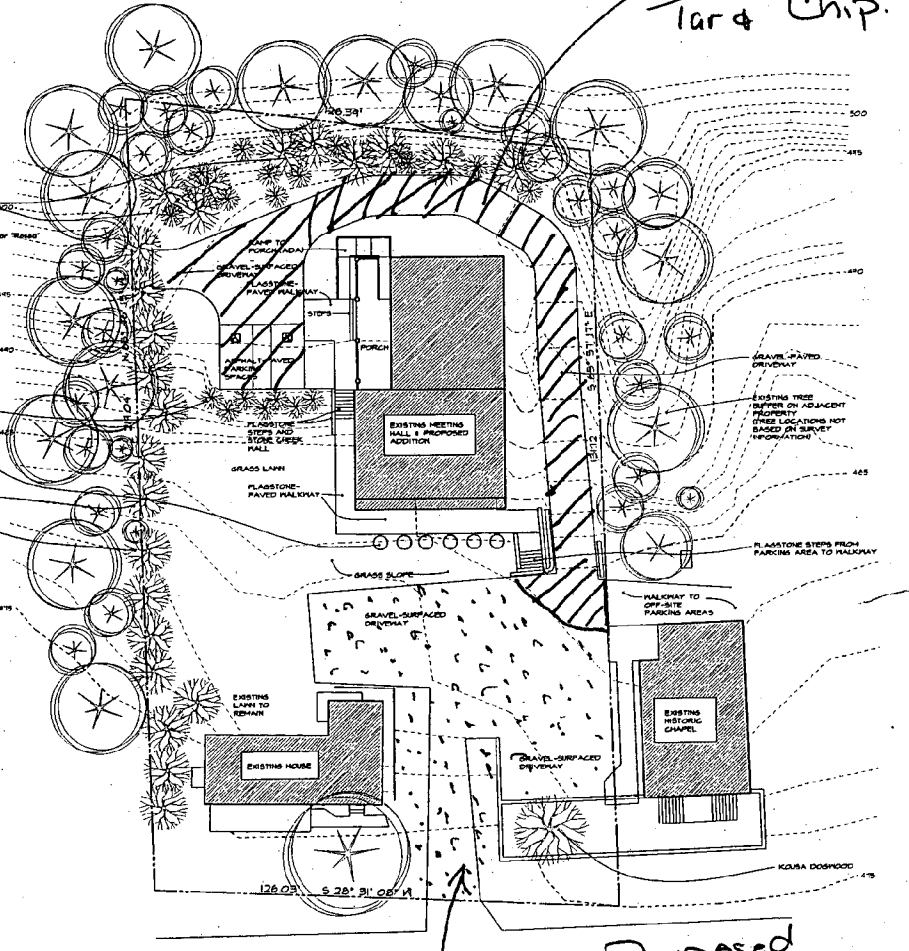 Tar & Chip.
126.39'
500
495
490
RAMP TO
PORCH (ADA)
GRAVEL-SURFACED
DRIVEWAY
FLAGSTONE-
PAVED WALKWAY
STEPS
PORCH
ASPHALT-PAVED
PARKING
SPACES
GRAVEL-PAVED
DRIVEWAY
EXISTING TREE
BUFFER ON ADJACENT
PROPERTY
(TREE LOCATIONS NOT
BASED ON SURVEY
INFORMATION)
FLAGSTONE
STEPS AND
STONE CHEEK
WALL
EXISTING MEETING
HALL & PROPOSED
ADDITION
GRASS LAWN
FLAGSTONE-
PAVED WALKWAY
485
FLAGSTONE STEPS FROM
PARKING AREA TO WALKWAY
GRASS SLOPE
WALKWAY TO
OFF-SITE
PARKING AREAS
GRAVEL-SURFACED
DRIVEWAY
EXISTING
LAWN TO
REMAIN
EXISTING
HISTORIC
CHAPEL
EXISTING HOUSE
GRAVEL-SURFACED
DRIVEWAY
KOUSA DOGWOOD
475
126.03' S 28° 31' 08" W